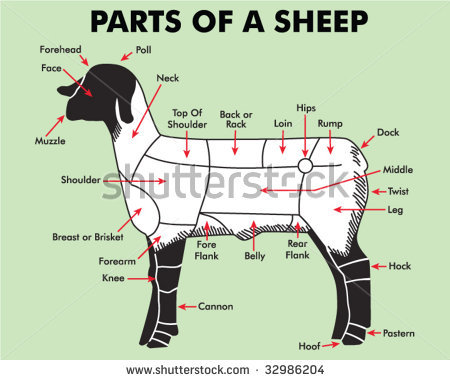 PARTS OF A SHEEP
Forehead
Poll
Face
Neck
Muzzle
Top Of
Shoulder
Back or
Rack
Loin
Hips
Rump
Dock
Shoulder
Middle
Twist
Leg
Breast or Brisket
Forearm
Fore
Flank
Belly
Rear
Flank
Knee
Hock
Cannon
Pastern
Hoof
shutterstock
www.shutterstock.com · 32986204